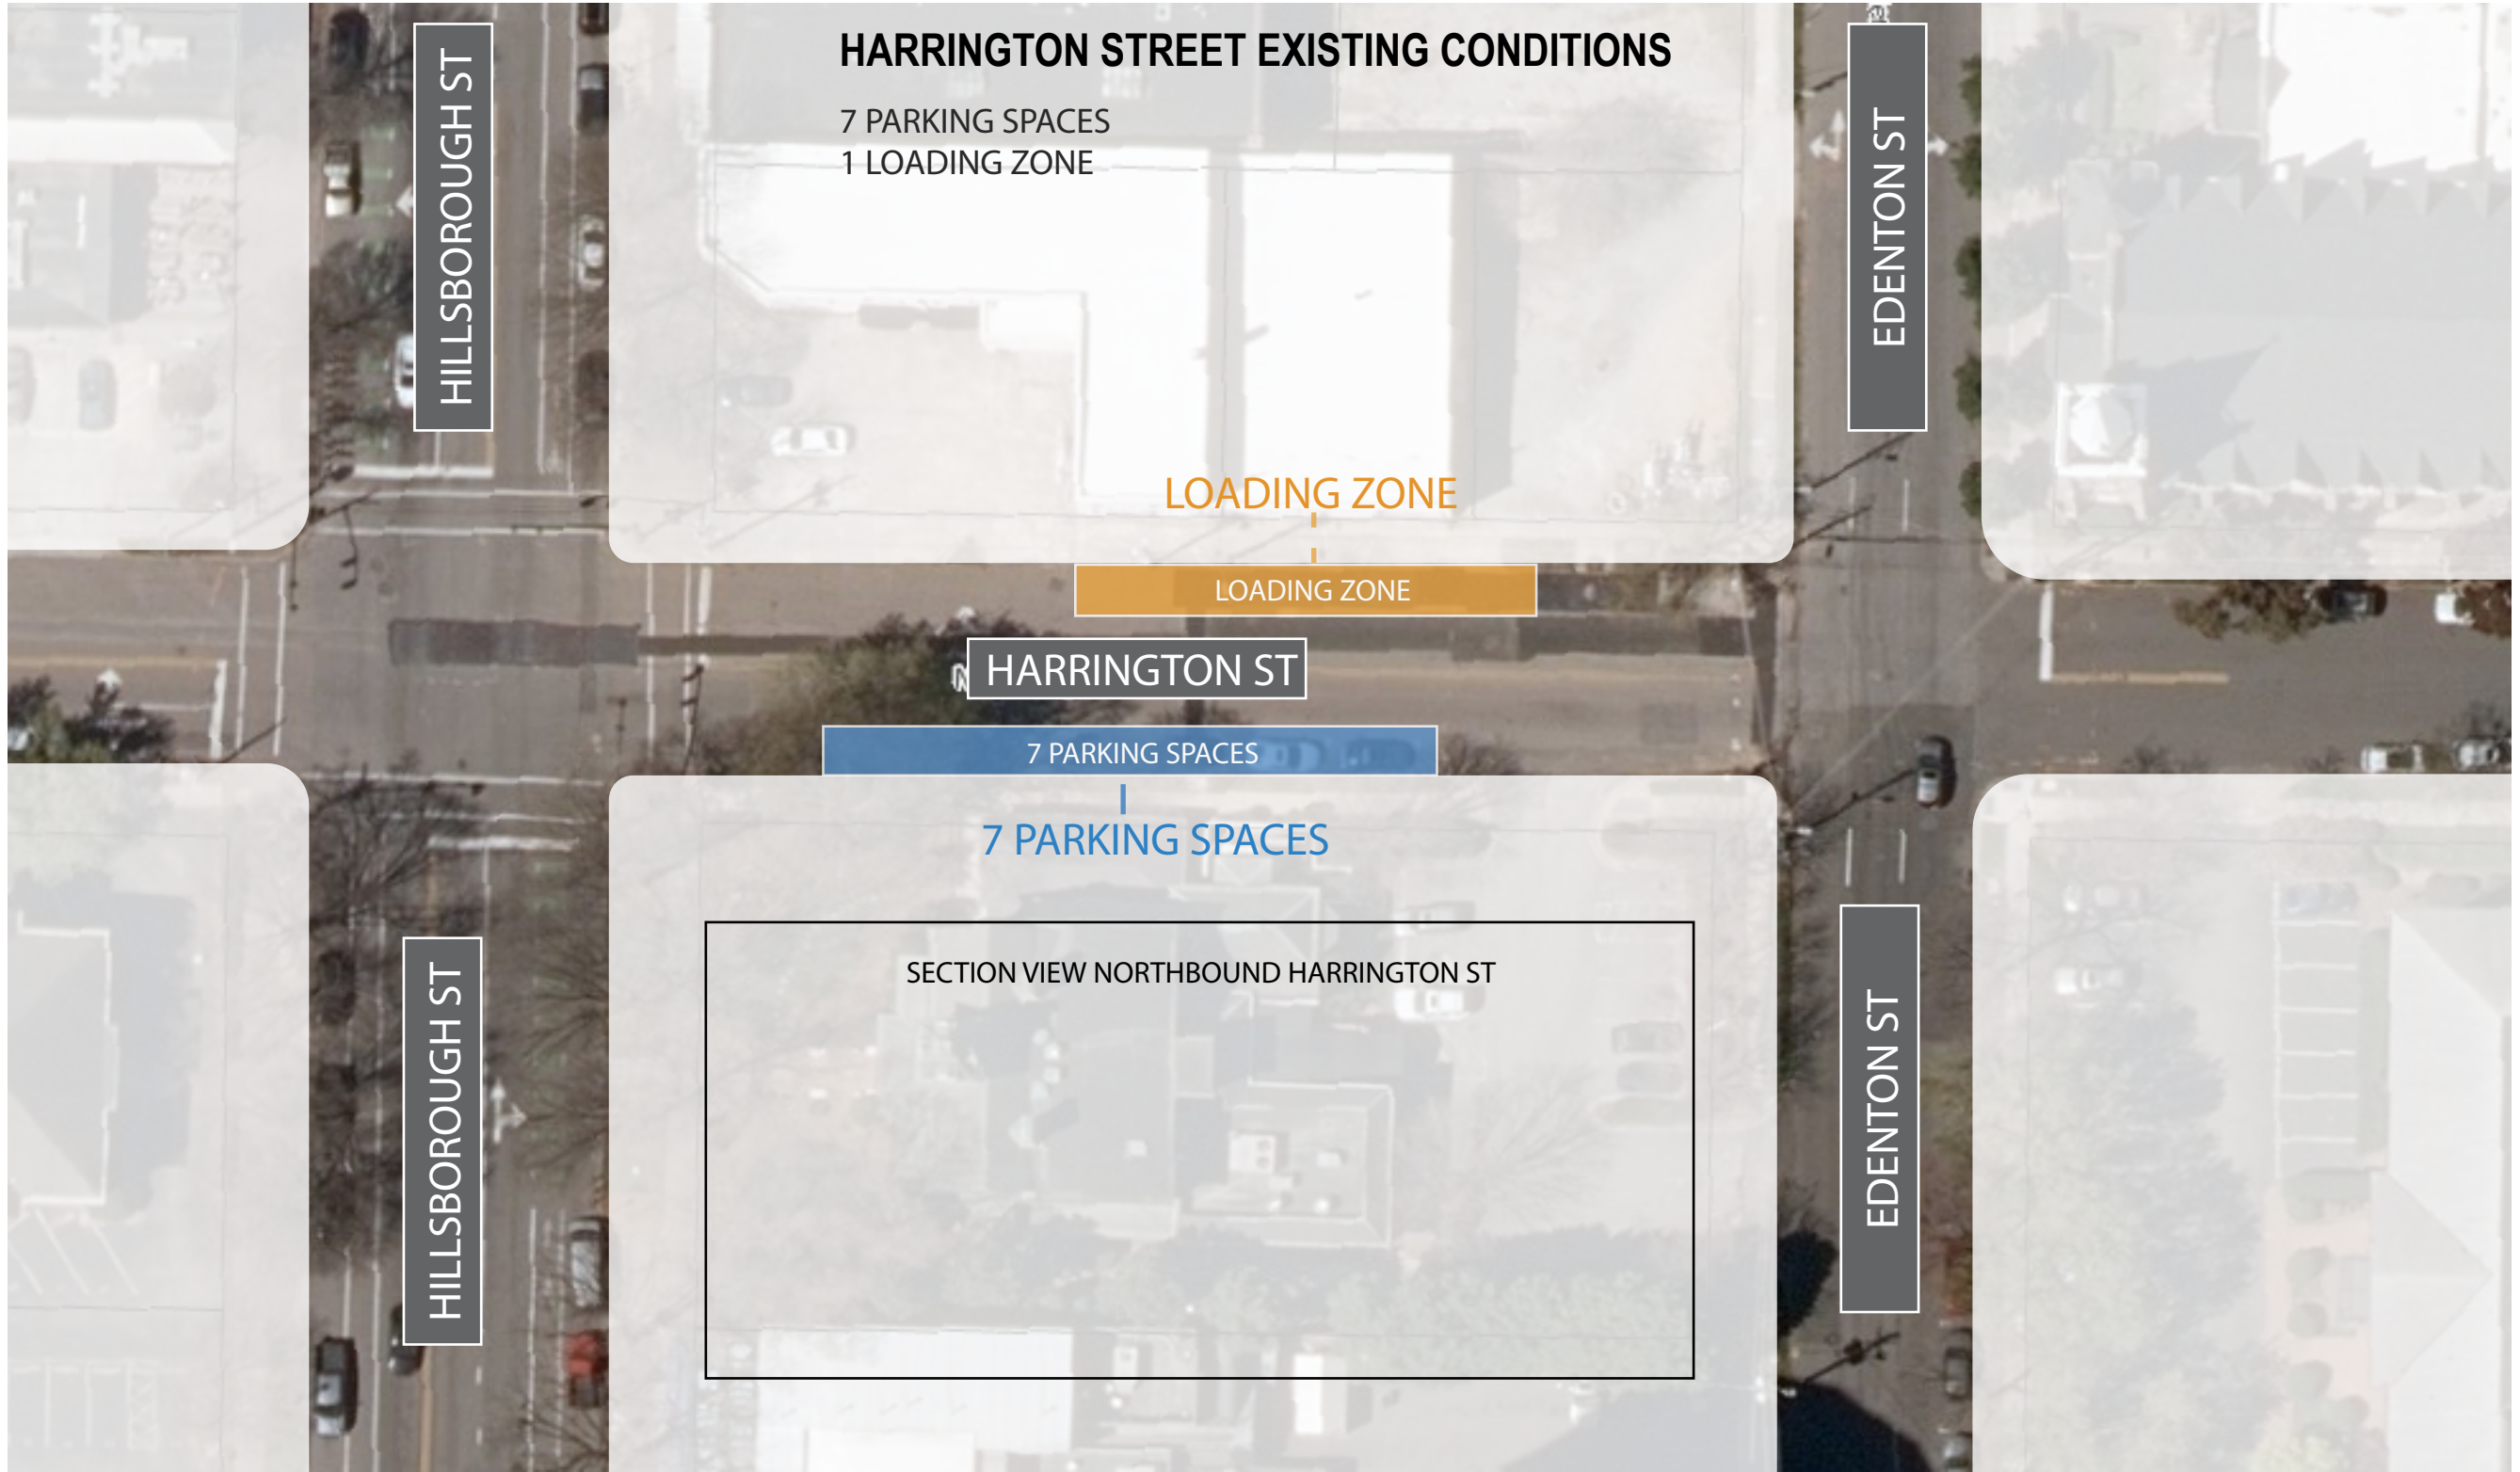 HARRINGTON STREET EXISTING CONDITIONS
7 PARKING SPACES
1 LOADING ZONE
HILLSBOROUGH ST
EDENTON ST
LOADING ZONE
LOADING ZONE
HARRINGTON ST
7 PARKING SPACES
7 PARKING SPACES
SECTION VIEW NORTHBOUND HARRINGTON ST
HILLSBOROUGH ST
EDENTON ST